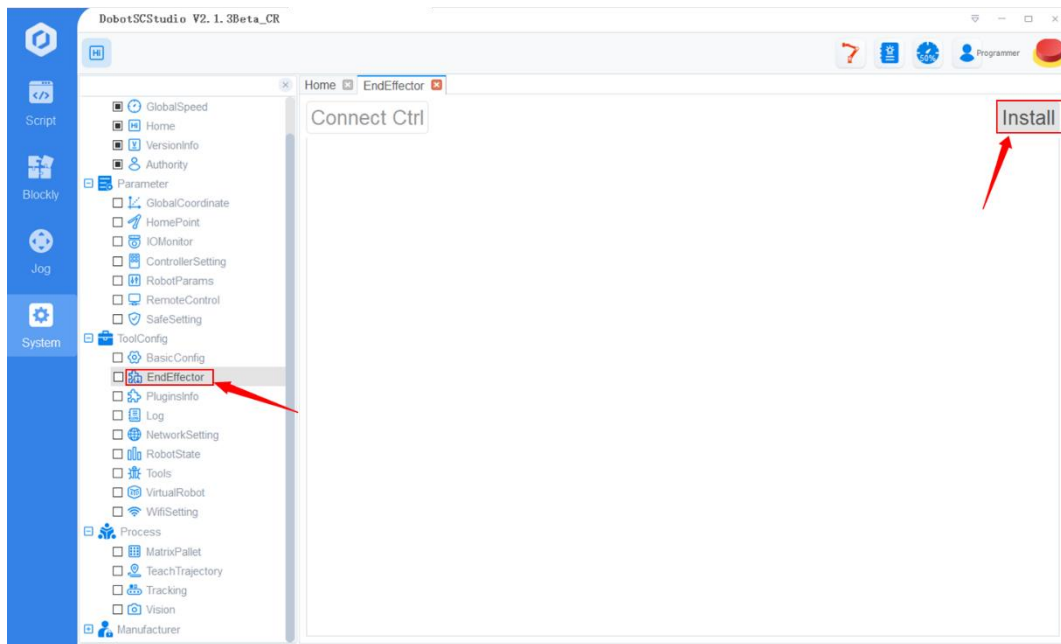 DobotSCStudio V2.1.3Beta_CR
Hi
50%
Programmer
Script
Blockly
Jog
System
GlobalSpeed
Home
VersionInfo
Authority
Parameter
GlobalCoordinate
HomePoint
IOMonitor
ControllerSetting
RobotParams
RemoteControl
SafeSetting
ToolConfig
BasicConfig
EndEffector
PluginsInfo
Log
NetworkSetting
RobotState
Tools
VirtualRobot
WifiSetting
Process
MatrixPallet
TeachTrajectory
Tracking
Vision
Manufacturer
Home EndEffector
Connect Ctrl Install